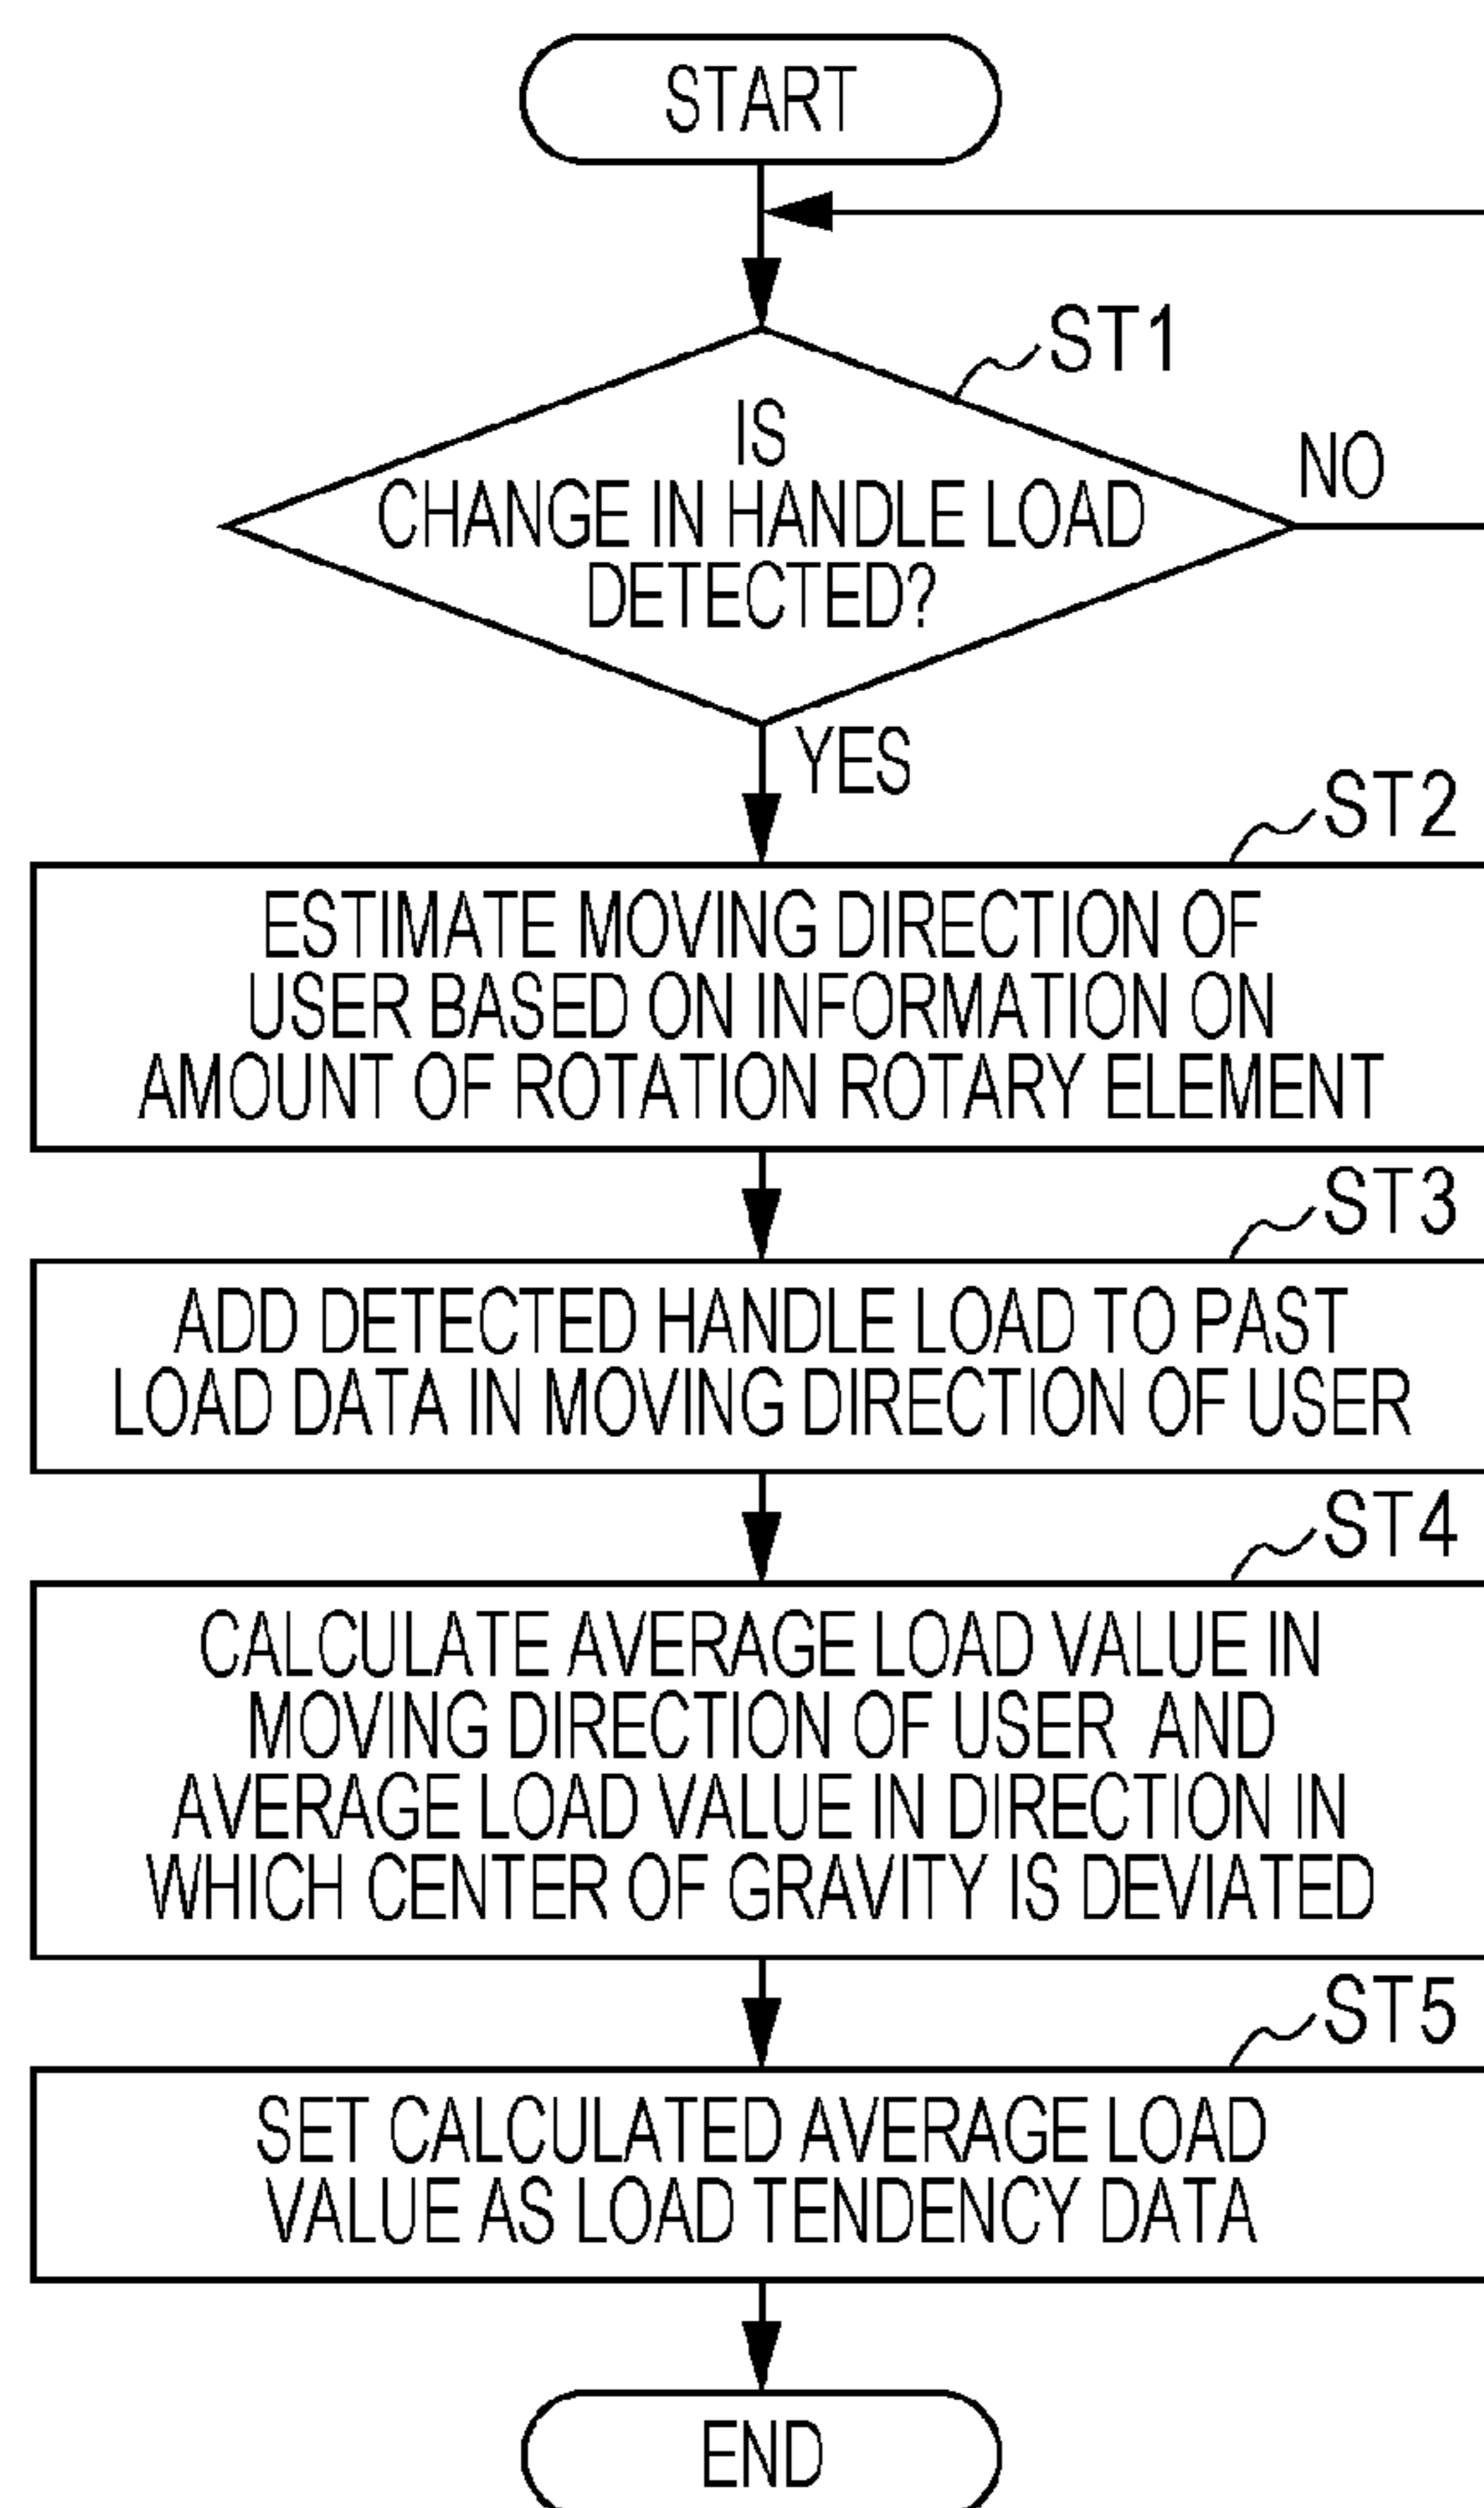 START
ST1
IS
CHANGE IN HANDLE LOAD
DETECTED?
NO
YES
ST2
ESTIMATE MOVING DIRECTION OF
USER BASED ON INFORMATION ON
AMOUNT OF ROTATION ROTARY ELEMENT
ST3
ADD DETECTED HANDLE LOAD TO PAST
LOAD DATA IN MOVING DIRECTION OF USER
ST4
CALCULATE AVERAGE LOAD VALUE IN
MOVING DIRECTION OF USER AND
AVERAGE LOAD VALUE IN DIRECTION IN
WHICH CENTER OF GRAVITY IS DEVIATED
ST5
SET CALCULATED AVERAGE LOAD
VALUE AS LOAD TENDENCY DATA
END